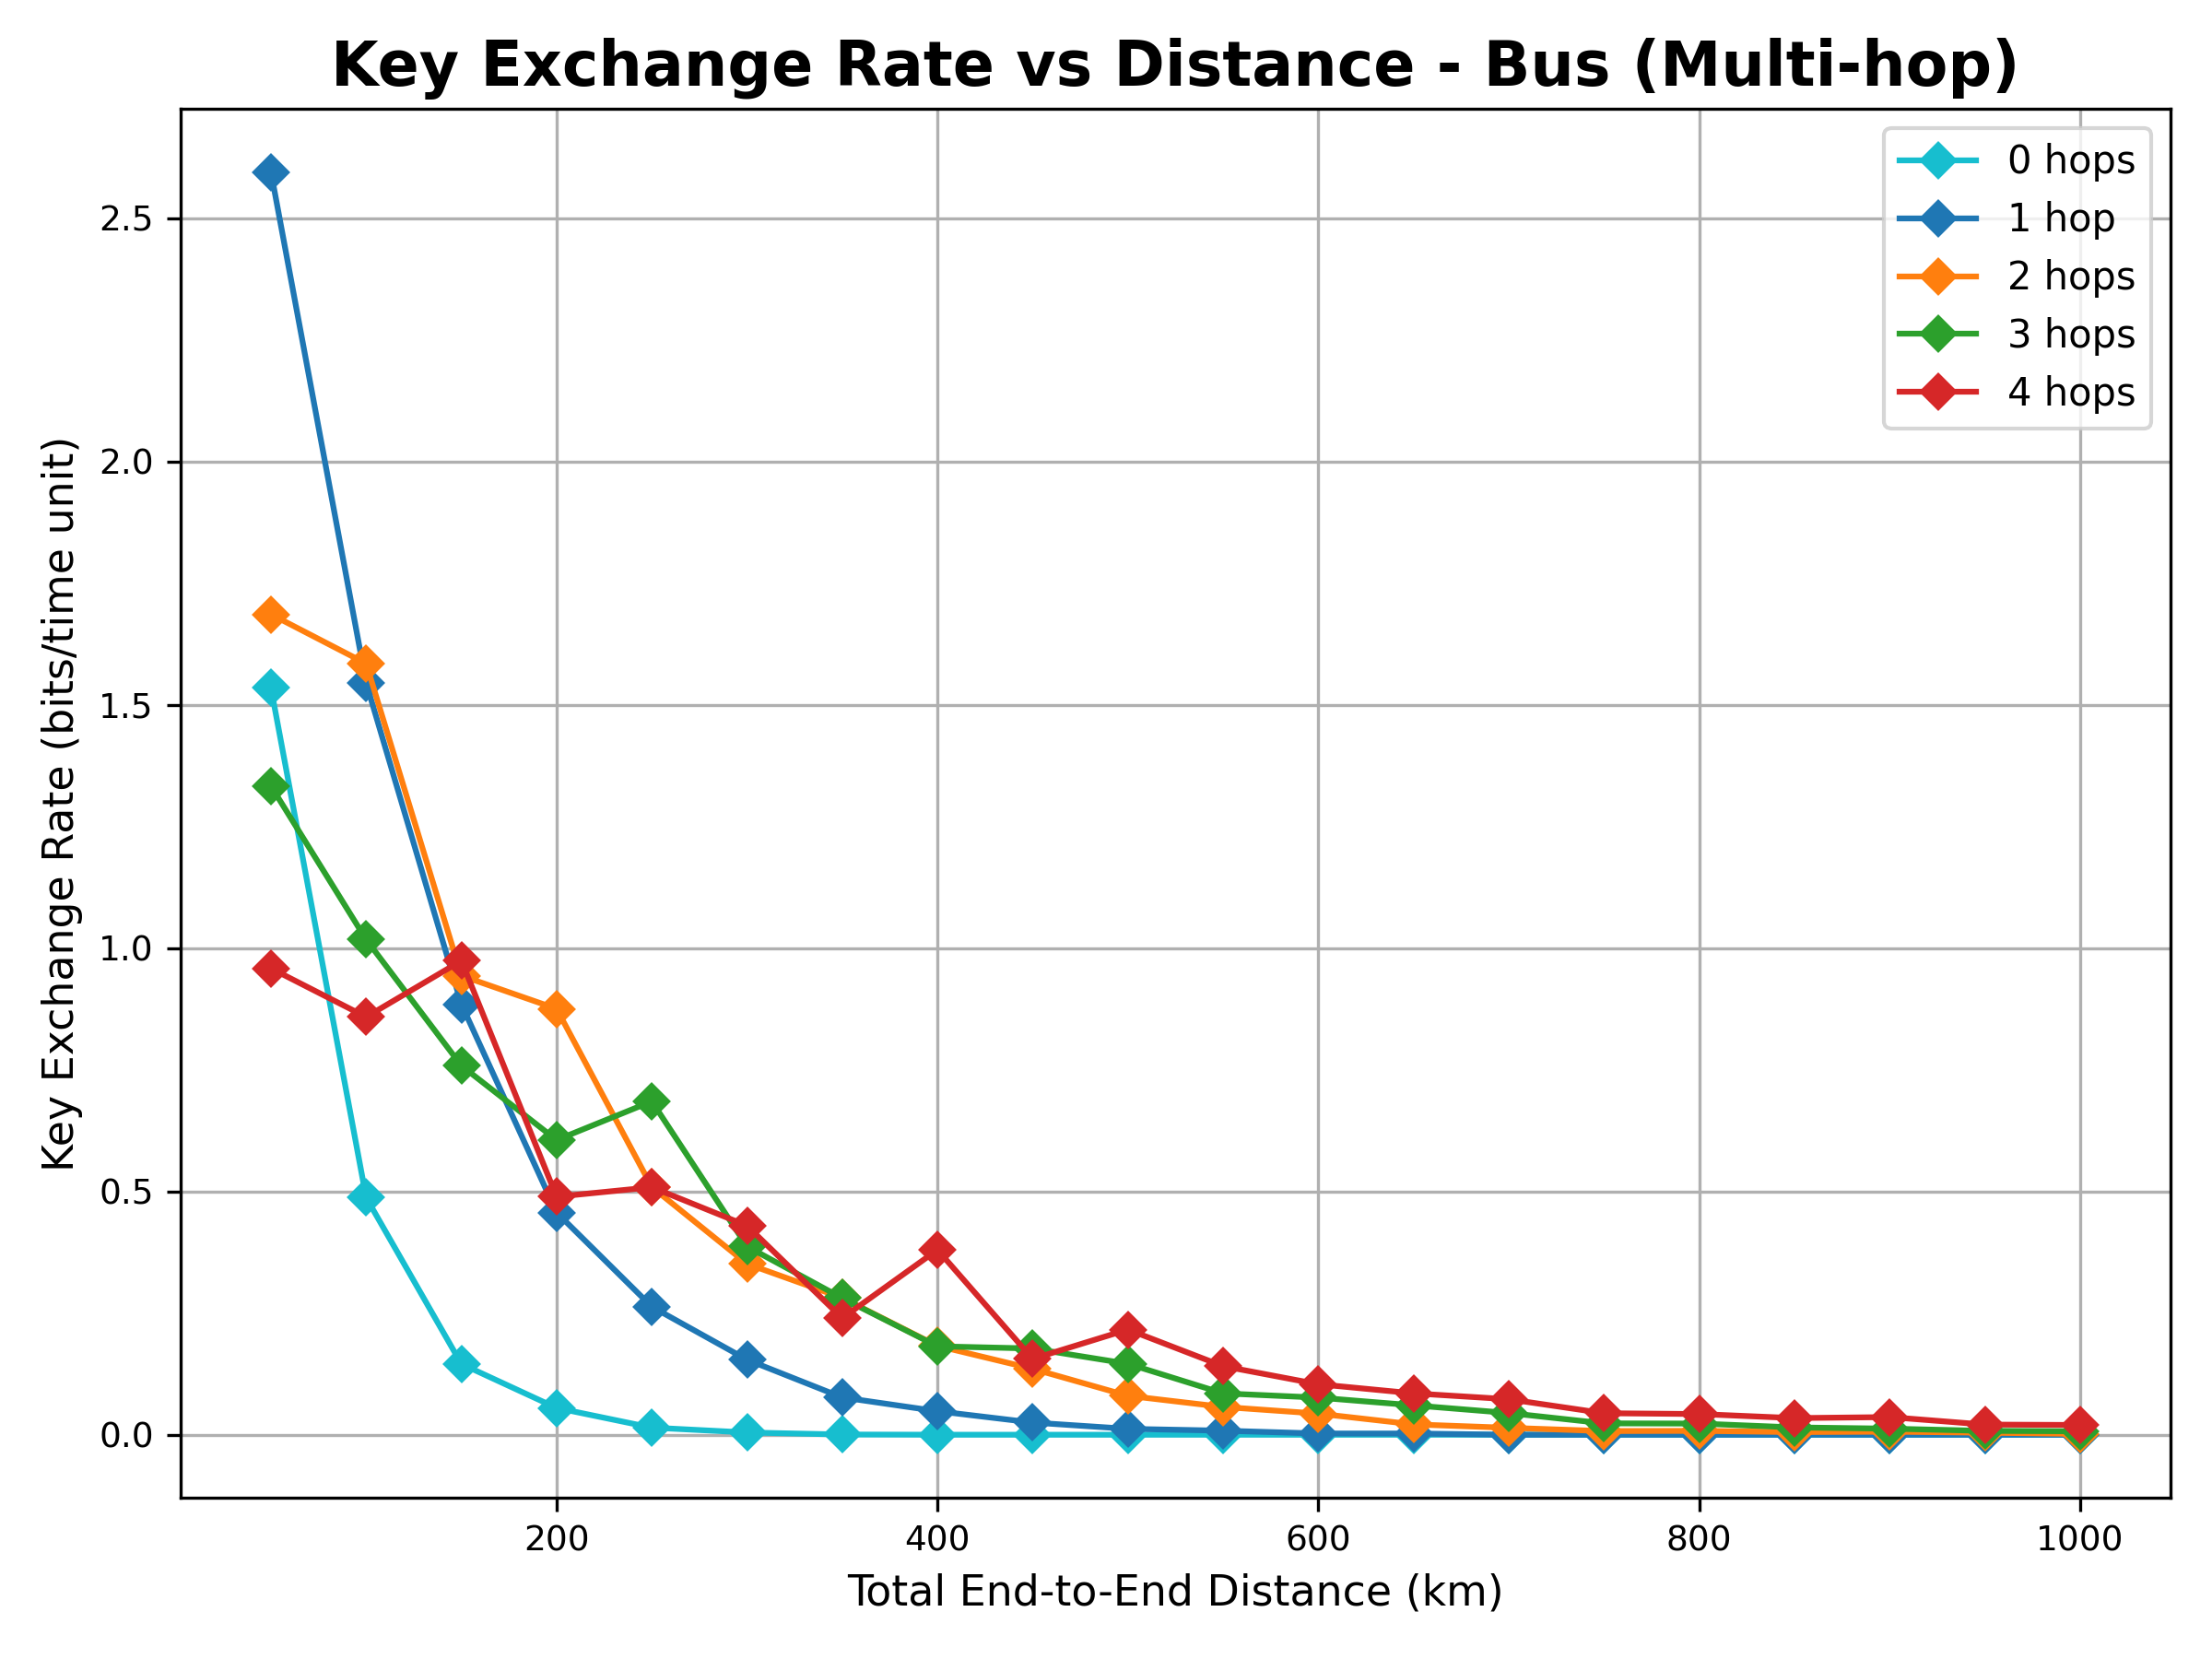 Key Exchange Rate vs Distance - Bus (Multi-hop)
0 hops
1 hop
2 hops
3 hops
4 hops
Key Exchange Rate (bits/time unit)
2.5
2.0
1.5
1.0
0.5
0.0
200
400
600
800
1000
Total End-to-End Distance (km)